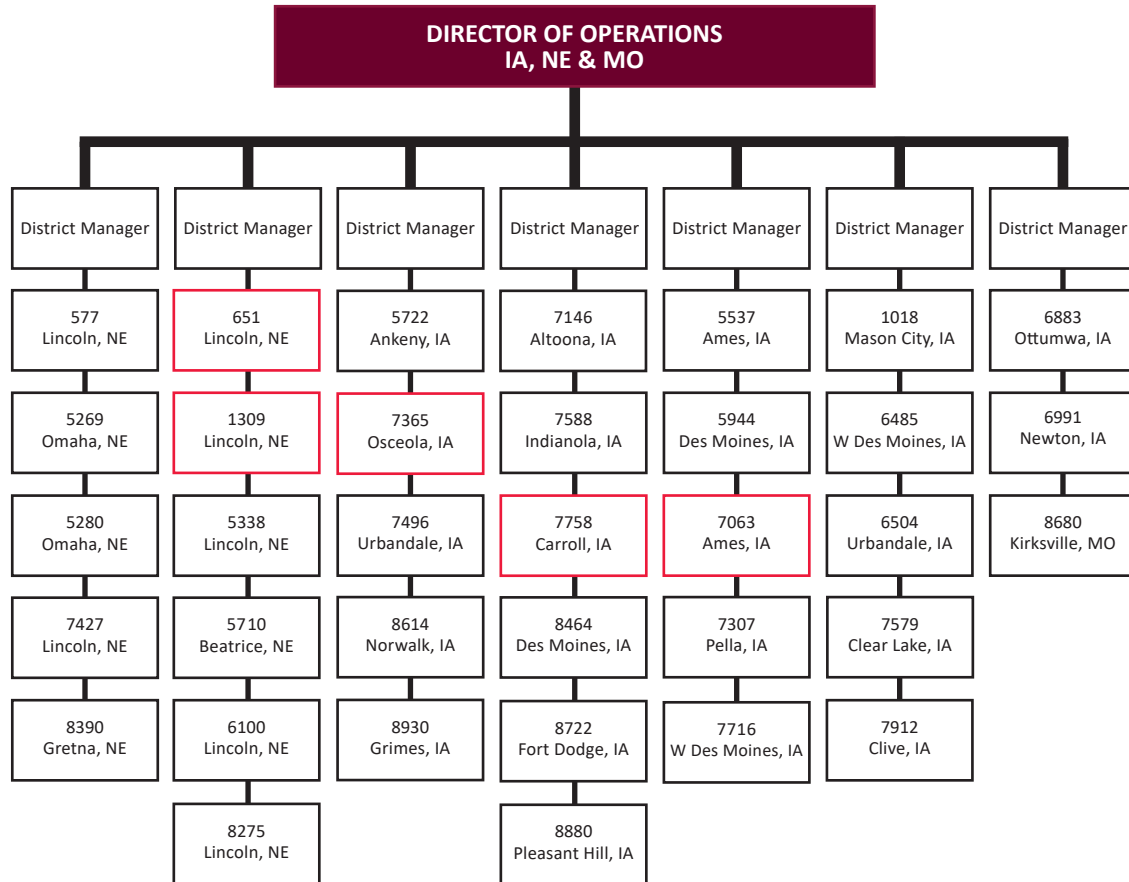 DIRECTOR OF OPERATIONS
IA, NE & MO
District Manager
577
Lincoln, NE
5269
Omaha, NE
5280
Omaha, NE
7427
Lincoln, NE
8390
Gretna, NE
District Manager
651
Lincoln, NE
1309
Lincoln, NE
5338
Lincoln, NE
5710
Beatrice, NE
6100
Lincoln, NE
8275
Lincoln, NE
District Manager
5722
Ankeny, IA
7365
Osceola, IA
7496
Urbandale, IA
8614
Norwalk, IA
8930
Grimes, IA
District Manager
7146
Altoona, IA
7588
Indianola, IA
7758
Carroll, IA
8464
Des Moines, IA
8722
Fort Dodge, IA
8880
Pleasant Hill, IA
District Manager
5537
Ames, IA
5944
Des Moines, IA
7063
Ames, IA
7307
Pella, IA
7716
W Des Moines, IA
District Manager
1018
Mason City, IA
6485
W Des Moines, IA
6504
Urbandale, IA
7579
Clear Lake, IA
7912
Clive, IA
District Manager
6883
Ottumwa, IA
6991
Newton, IA
8680
Kirksville, MO